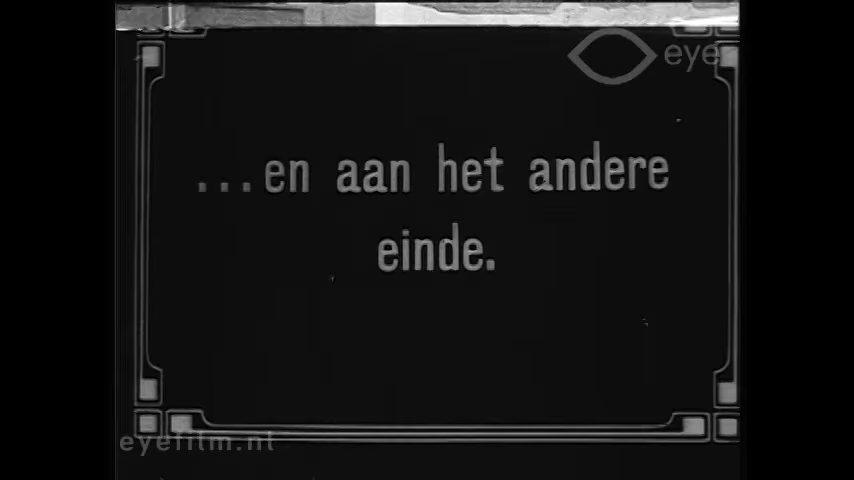 eye
...en aan het andere
einde.
eyefilm.nl